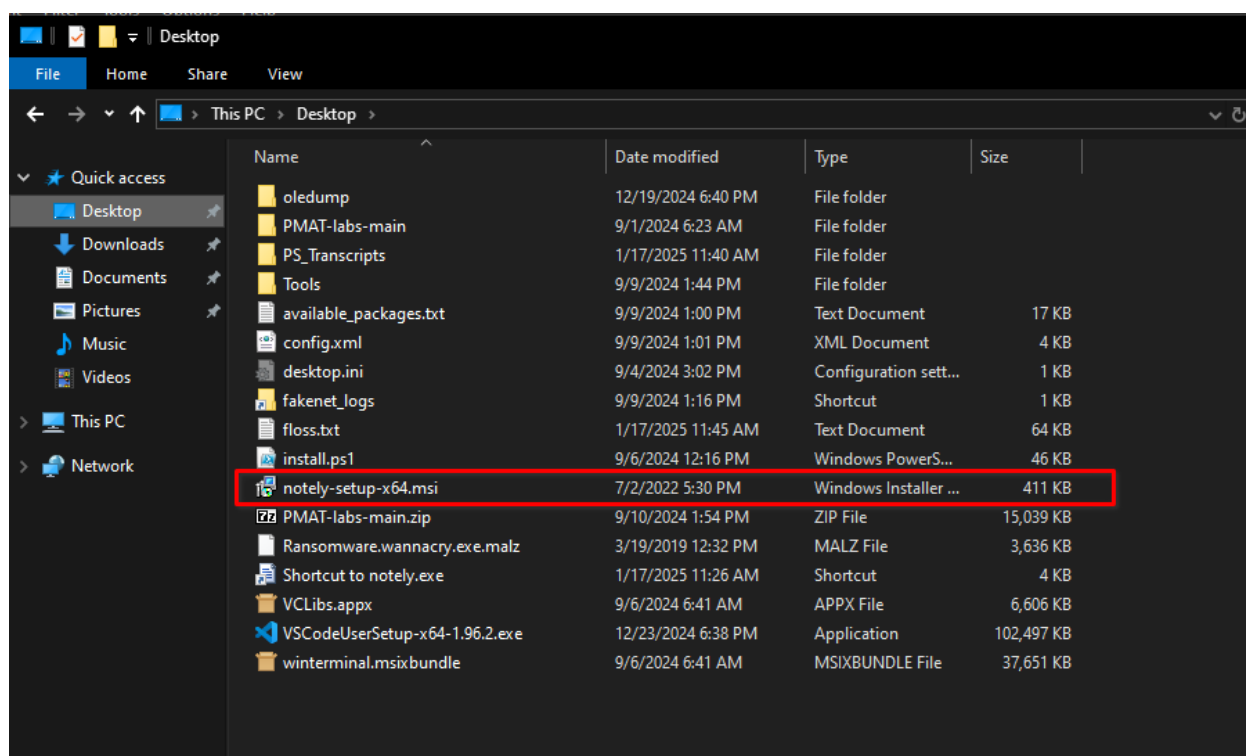 Desktop
File Home Share View
This PC > Desktop >
Name Date modified Type Size
Quick access
Desktop
Downloads
Documents
Pictures
Music
Videos
This PC
Network
oledump 12/19/2024 6:40 PM File folder
PMAT-labs-main 9/1/2024 6:23 AM File folder
PS_Transcripts 1/17/2025 11:40 AM File folder
Tools 9/9/2024 1:44 PM File folder
available_packages.txt 9/9/2024 1:00 PM Text Document 17 KB
config.xml 9/9/2024 1:01 PM XML Document 4 KB
desktop.ini 9/4/2024 3:02 PM Configuration sett... 1 KB
fakenet_logs 9/9/2024 1:16 PM Shortcut 1 KB
floss.txt 1/17/2025 11:45 AM Text Document 64 KB
install.ps1 9/6/2024 12:16 PM Windows PowerS... 46 KB
notely-setup-x64.msi 7/2/2022 5:30 PM Windows Installer ... 411 KB
PMAT-labs-main.zip 9/10/2024 1:54 PM ZIP File 15,039 KB
Ransomware.wannacry.exe.malz 3/19/2019 12:32 PM MALZ File 3,636 KB
Shortcut to notely.exe 1/17/2025 11:26 AM Shortcut 4 KB
VCLibs.appx 9/6/2024 6:41 AM APPX File 6,606 KB
VSCodeUserSetup-x64-1.96.2.exe 12/23/2024 6:38 PM Application 102,497 KB
winterminal.msixbundle 9/6/2024 6:41 AM MSIXBUNDLE File 37,651 KB